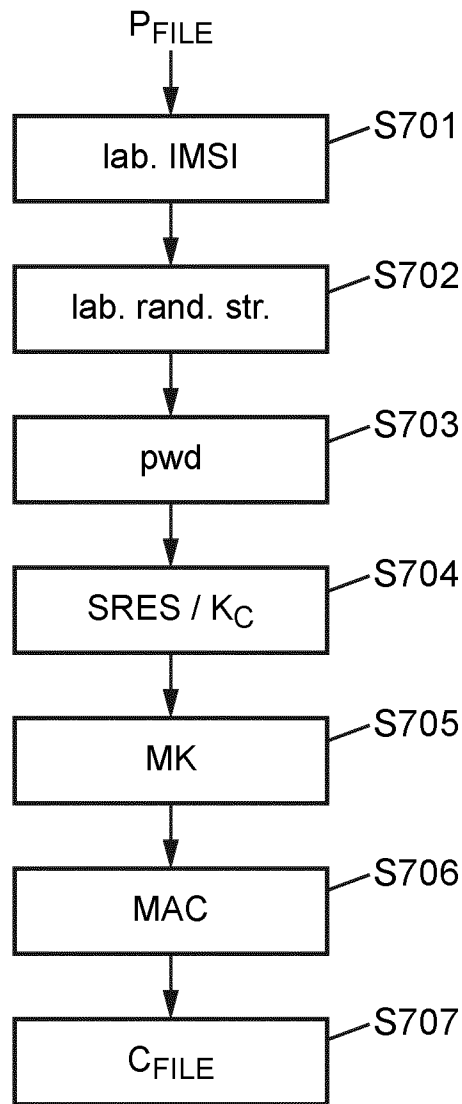 PFILE
S701
lab. IMSI
S702
lab. rand. str.
S703
pwd
S704
SRES / KC
S705
MK
S706
MAC
S707
CFILE